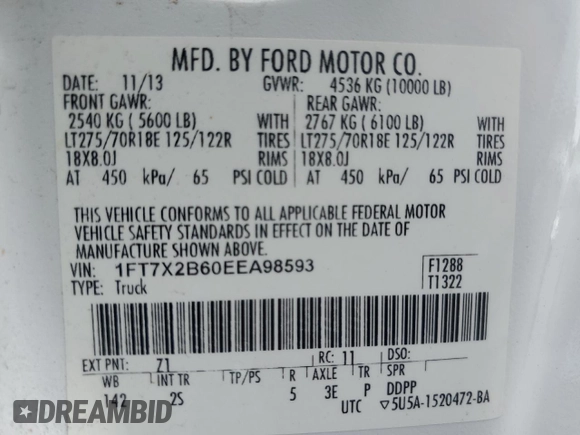 MFD. BY FORD MOTOR CO.
DATE: 11/13 GVWR: 4536 KG (10000 LB)
FRONT GAWR: REAR GAWR:
2540 KG ( 5600 LB) WITH 2767 KG ( 6100 LB) WITH
LT275/70R18E 125/122R TIRES LT275/70R18E 125/122R TIRES
18X8.0J RIMS 18X8.0J RIMS
AT 450 kPa/ 65 PSI COLD AT 450 kPa/ 65 PSI COLD
THIS VEHICLE CONFORMS TO ALL APPLICABLE FEDERAL MOTOR
VEHICLE SAFETY STANDARDS IN EFFECT ON THE DATE OF
MANUFACTURE SHOWN ABOVE.
VIN: 1FT7X2B60EEA98593 F1288
TYPE: Truck T1322
EXT PNT: Z1 RC: 11 DSO:
WB INT TR TP/PS R AXLE TR SPR
142 2S 5 3E P DDPP
UTC ▽5U5A-1520472-BA
DREAMBID